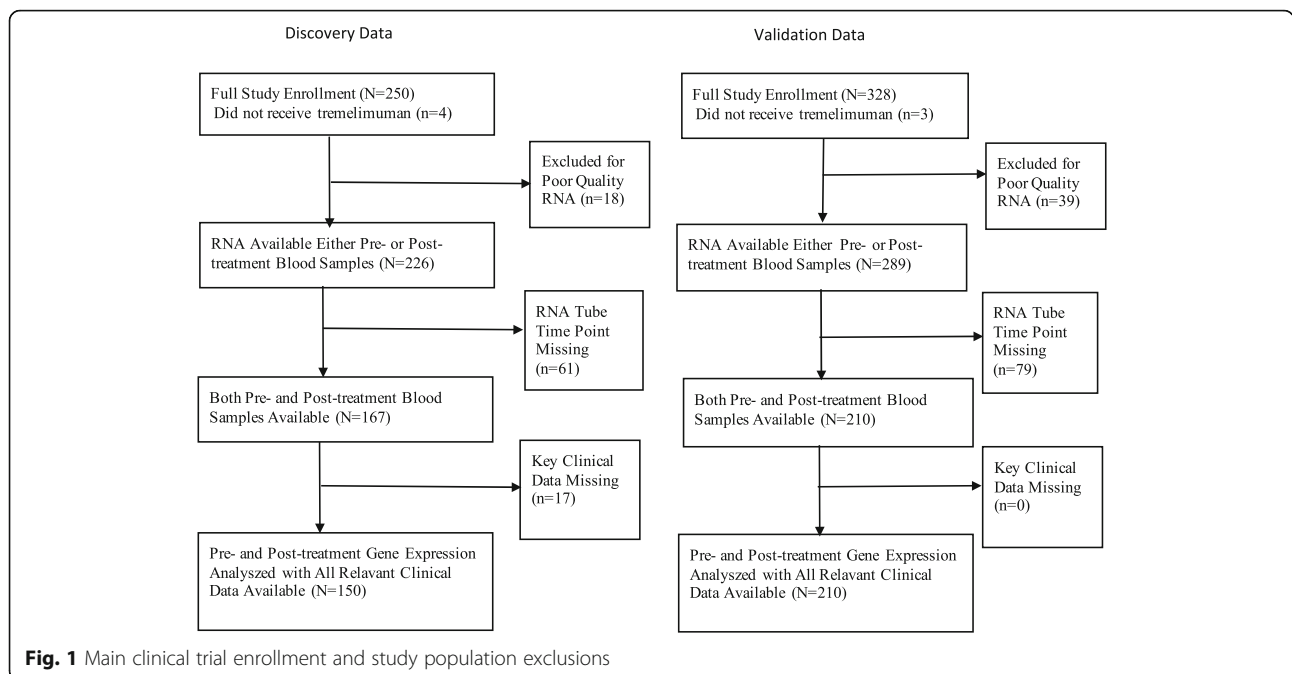 Discovery Data
Full Study Enrollment (N=250)
Did not receive tremelimuman (n=4)
Excluded for
Poor Quality
RNA (n=18)
RNA Available Either Pre- or Post-
treatment Blood Samples (N=226)
RNA Tube
Time Point
Missing
(n=61)
Both Pre- and Post-treatment Blood
Samples Available (N=167)
Key Clinical
Data Missing
(n=17)
Pre- and Post-treatment Gene Expression
Analyszed with All Relavant Clinical
Data Available (N=150)
Validation Data
Full Study Enrollment (N=328)
Did not receive tremelimuman (n=3)
Excluded for
Poor Quality
RNA (n=39)
RNA Available Either Pre- or Post-
treatment Blood Samples (N=289)
RNA Tube
Time Point
Missing
(n=79)
Both Pre- and Post-treatment Blood
Samples Available (N=210)
Key Clinical
Data Missing
(n=0)
Pre- and Post-treatment Gene Expression
Analyszed with All Relavant Clinical
Data Available (N=210)
Fig. 1 Main clinical trial enrollment and study population exclusions